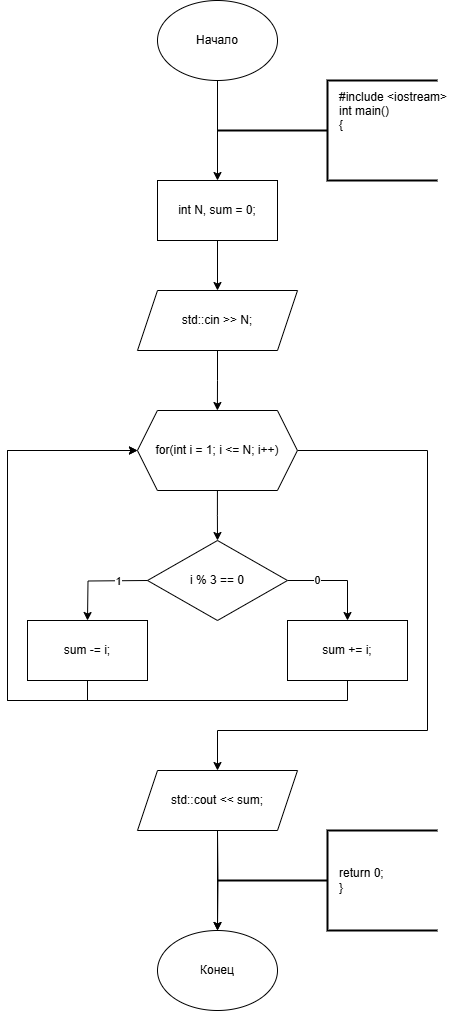 Начало
#include <iostream>
int main()
{
int N, sum = 0;
std::cin >> N;
for(int i = 1; i <= N; i++)
i % 3 == 0
1
0
sum -= i;
sum += i;
std::cout << sum;
return 0;
}
Конец